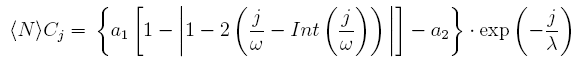 ⟨N⟩C_j = { a_1 [ 1 − | 1 − 2 ( j/ω − Int ( j/ω ) ) | ] − a_2 } · exp ( − j/λ )